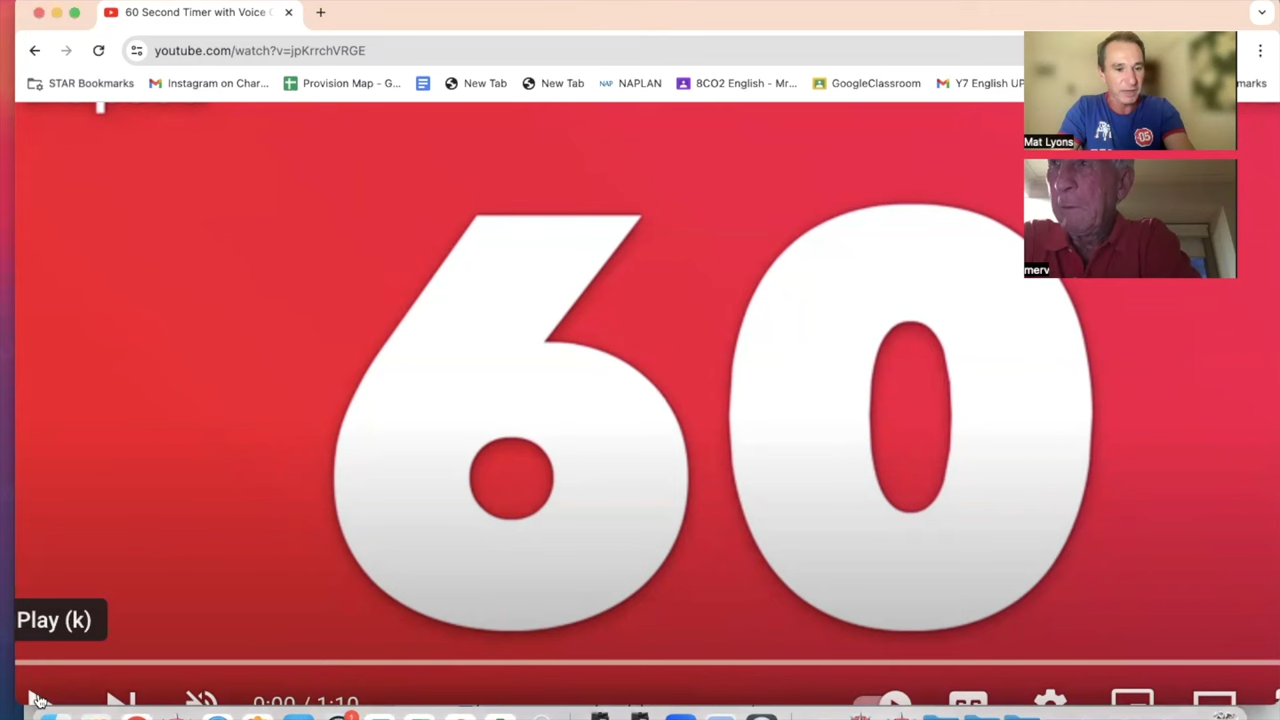 60 Second Timer with Voice
youtube.com/watch?v=jpKrrchVRGE
STAR Bookmarks
Instagram on Char...
Provision Map - G...
New Tab
New Tab
NAP
NAPLAN
8CO2 English - Mr...
GoogleClassroom
Y7 English UP
marks
Mat Lyons
05
merv
60
Play (k)
0:00 / 1:10